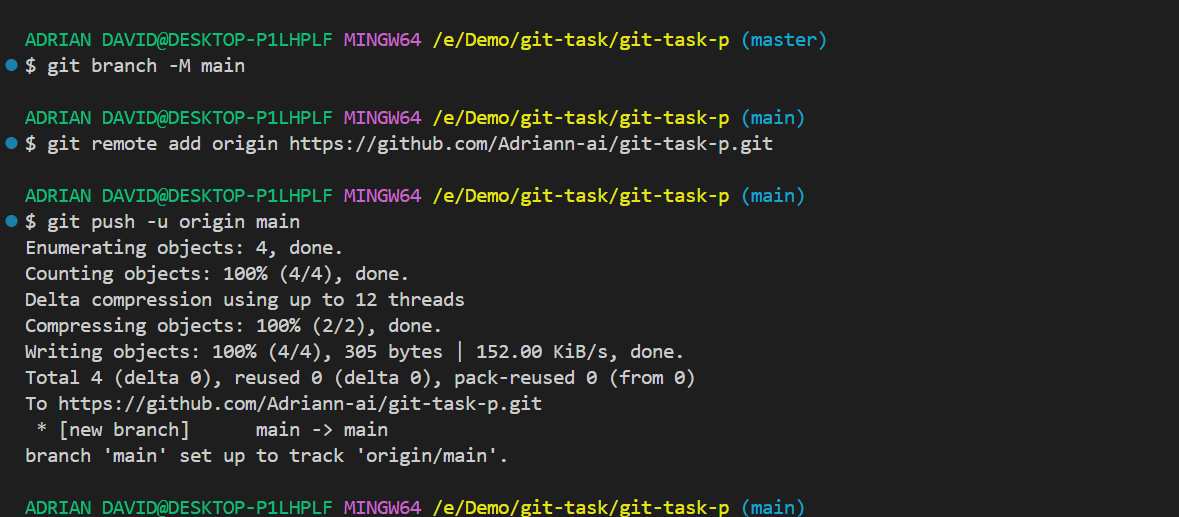 ADRIAN DAVID@DESKTOP-P1LHPLF MINGW64 /e/Demo/git-task/git-task-p (master)
$ git branch -M main
ADRIAN DAVID@DESKTOP-P1LHPLF MINGW64 /e/Demo/git-task/git-task-p (main)
$ git remote add origin https://github.com/Adriann-ai/git-task-p.git
ADRIAN DAVID@DESKTOP-P1LHPLF MINGW64 /e/Demo/git-task/git-task-p (main)
$ git push -u origin main
Enumerating objects: 4, done.
Counting objects: 100% (4/4), done.
Delta compression using up to 12 threads
Compressing objects: 100% (2/2), done.
Writing objects: 100% (4/4), 305 bytes | 152.00 KiB/s, done.
Total 4 (delta 0), reused 0 (delta 0), pack-reused 0 (from 0)
To https://github.com/Adriann-ai/git-task-p.git
 * [new branch]      main -> main
branch 'main' set up to track 'origin/main'.
ADRIAN DAVID@DESKTOP-P1LHPLF MINGW64 /e/Demo/git-task/git-task-p (main)